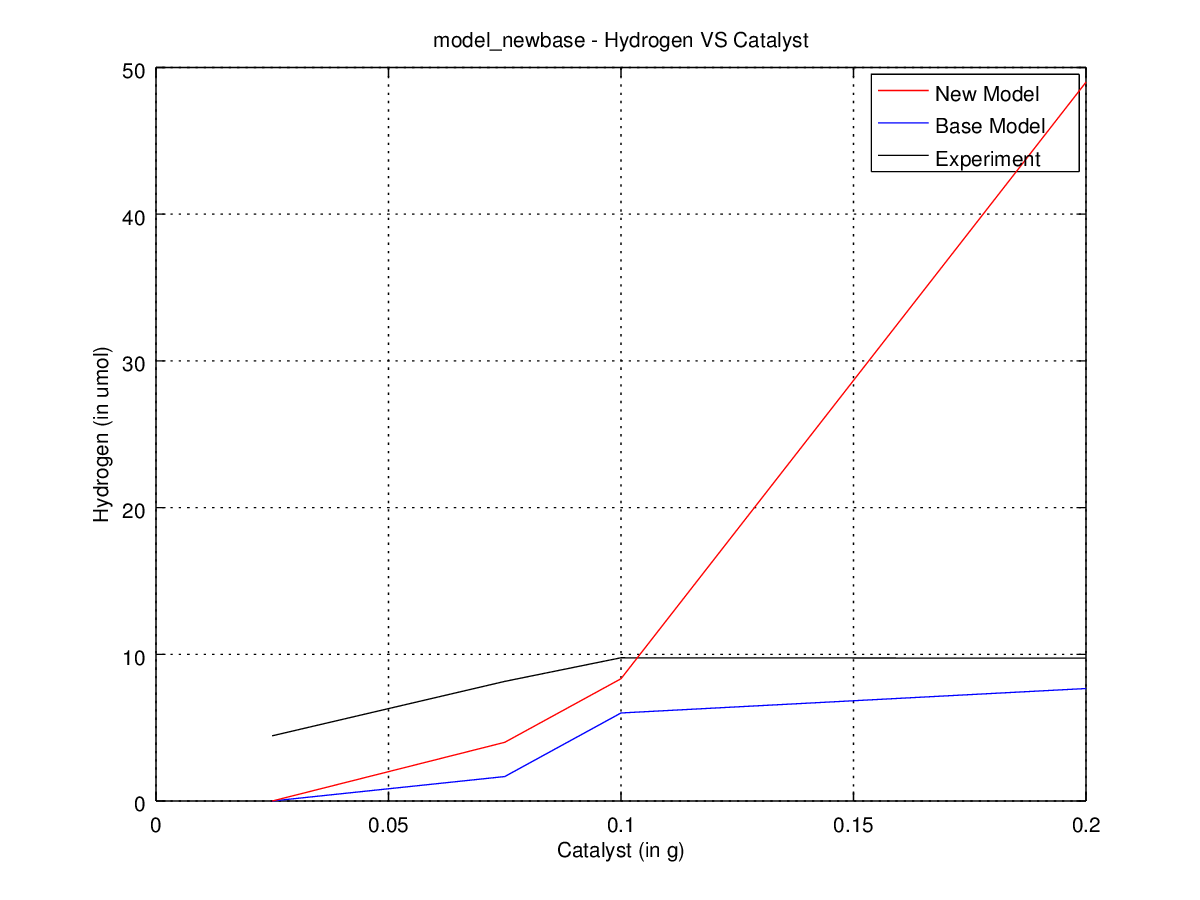 model_newbase - Hydrogen VS Catalyst
50
40
30
20
10
0
Hydrogen (in umol)
New Model
Base Model
Experiment
0 0.05 0.1 0.15 0.2
Catalyst (in g)